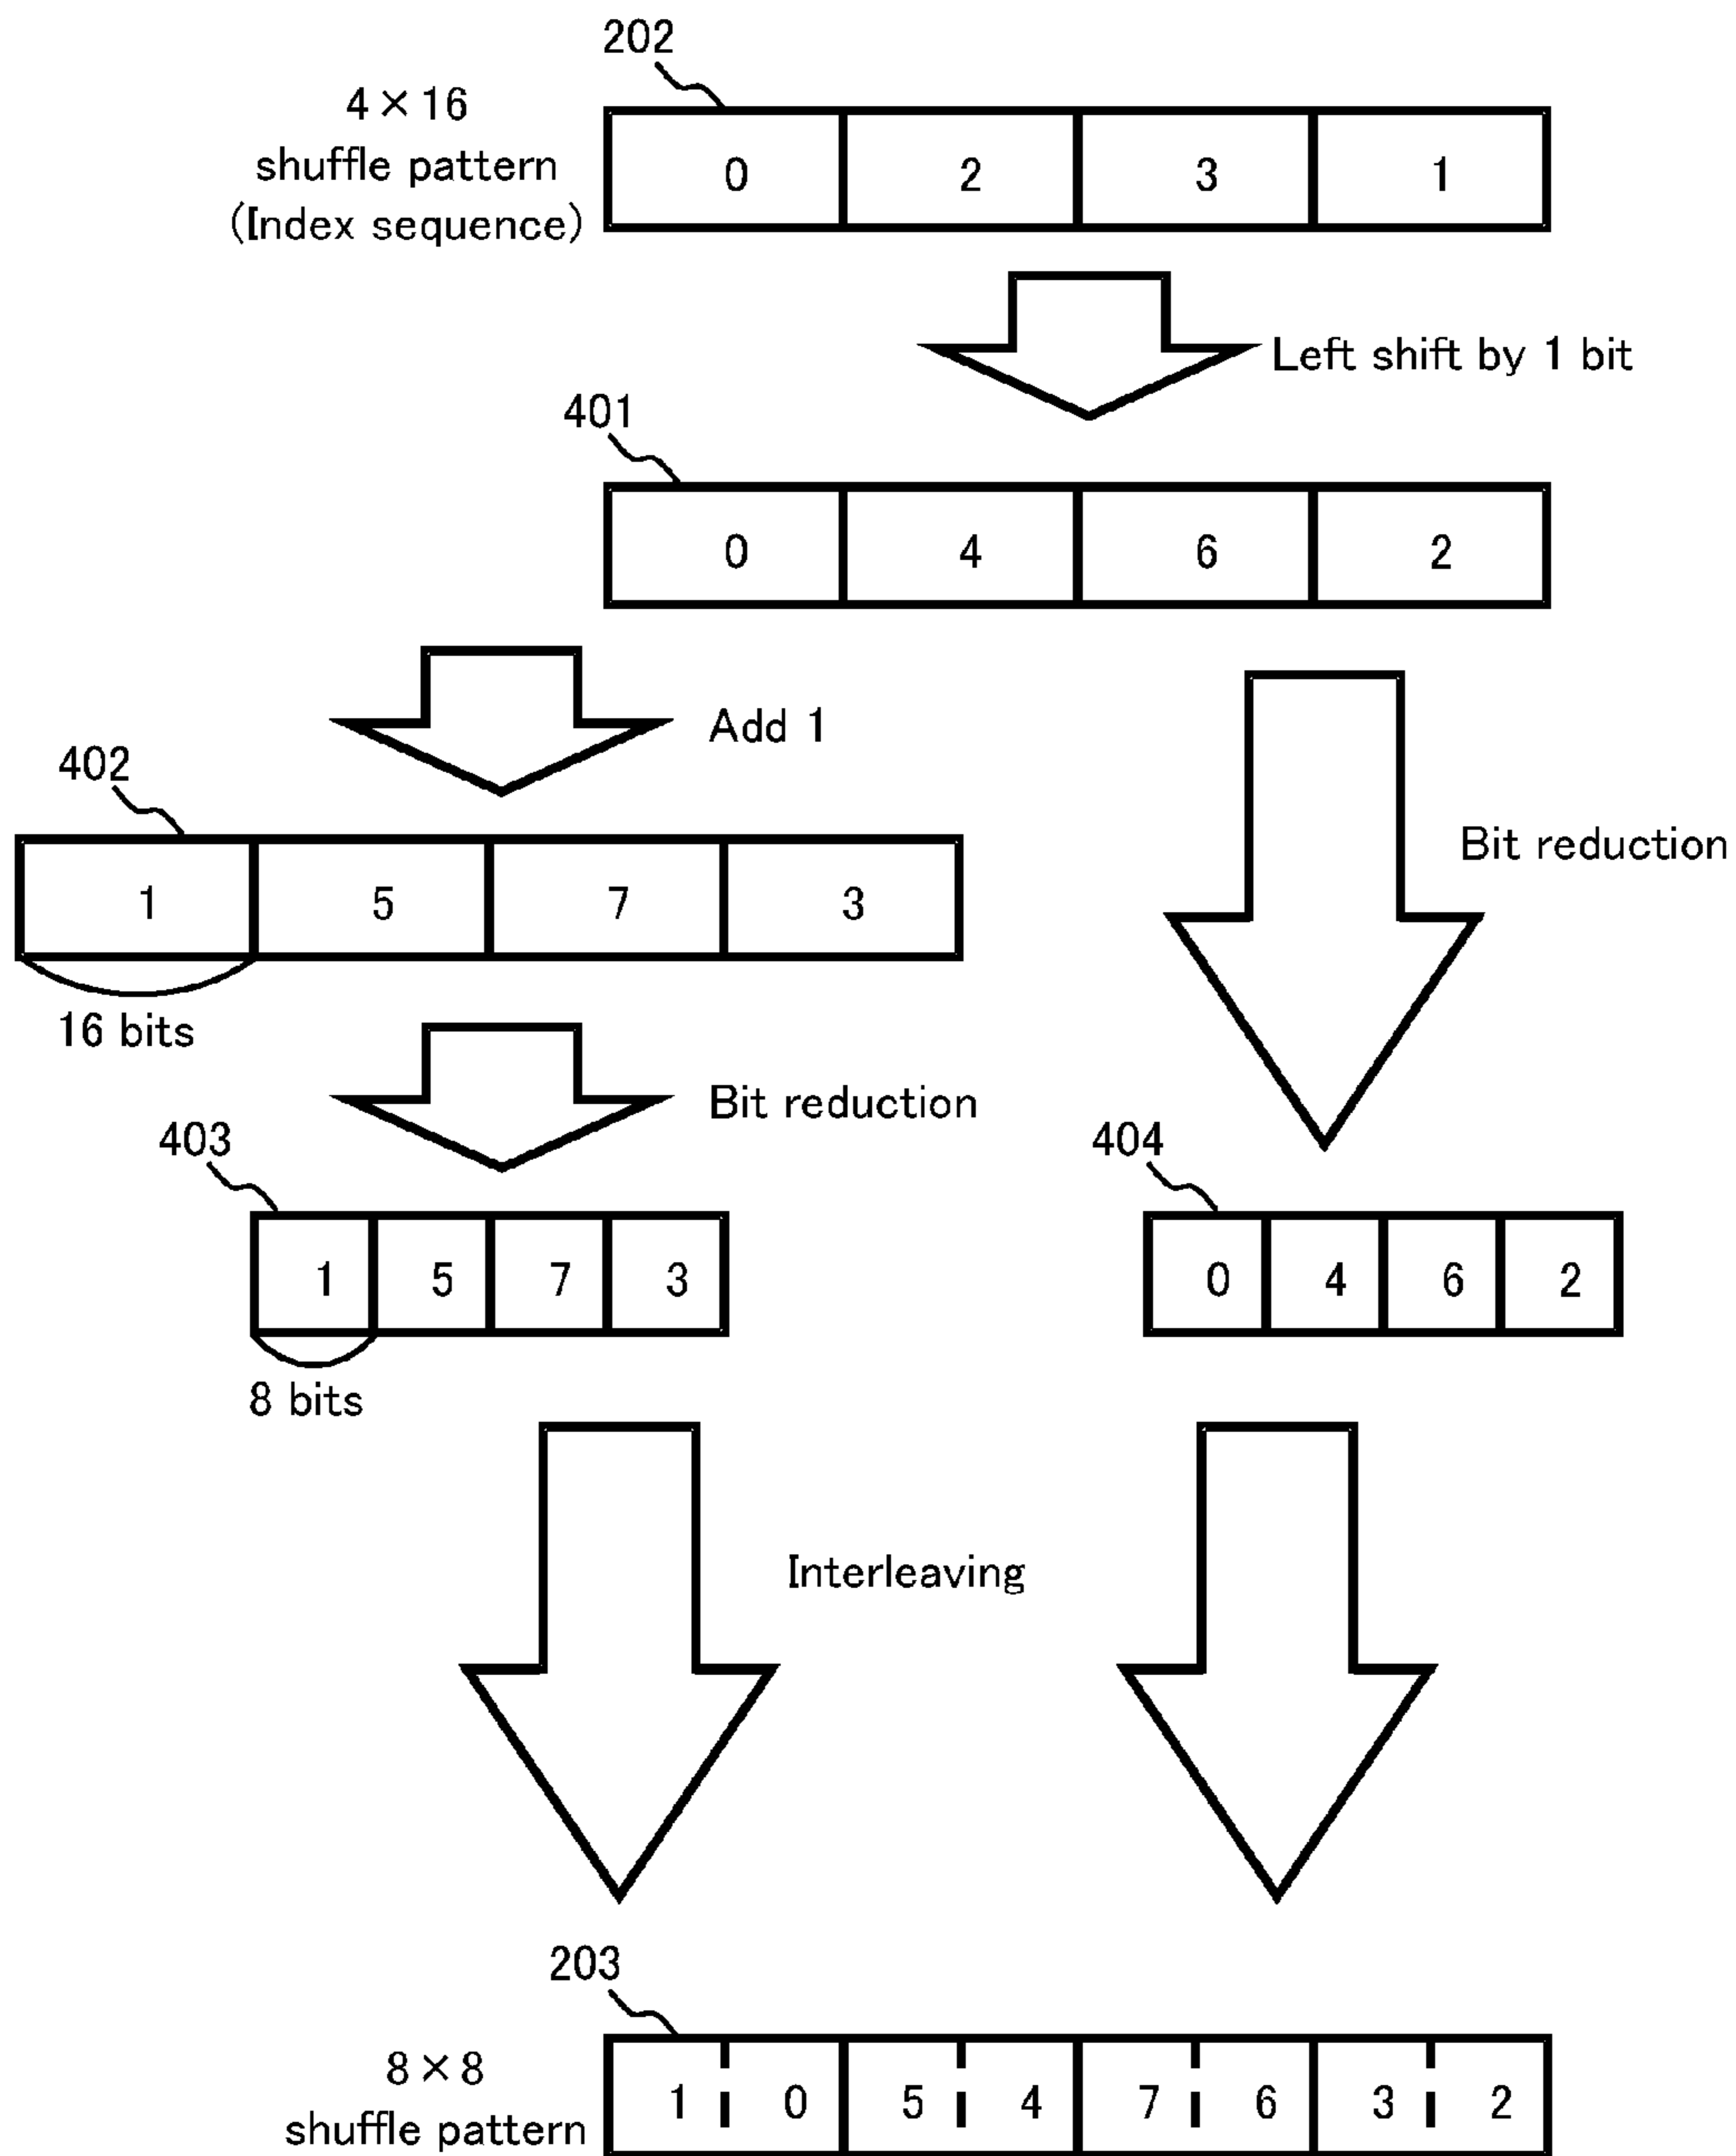 202
4×16
shuffle pattern
(Index sequence)
0 2 3 1
Left shift by 1 bit
401
0 4 6 2
Add 1
402
Bit reduction
1 5 7 3
16 bits
Bit reduction
403
404
1 5 7 3
0 4 6 2
8 bits
Interleaving
203
8×8
shuffle pattern
1 0 5 4 7 6 3 2